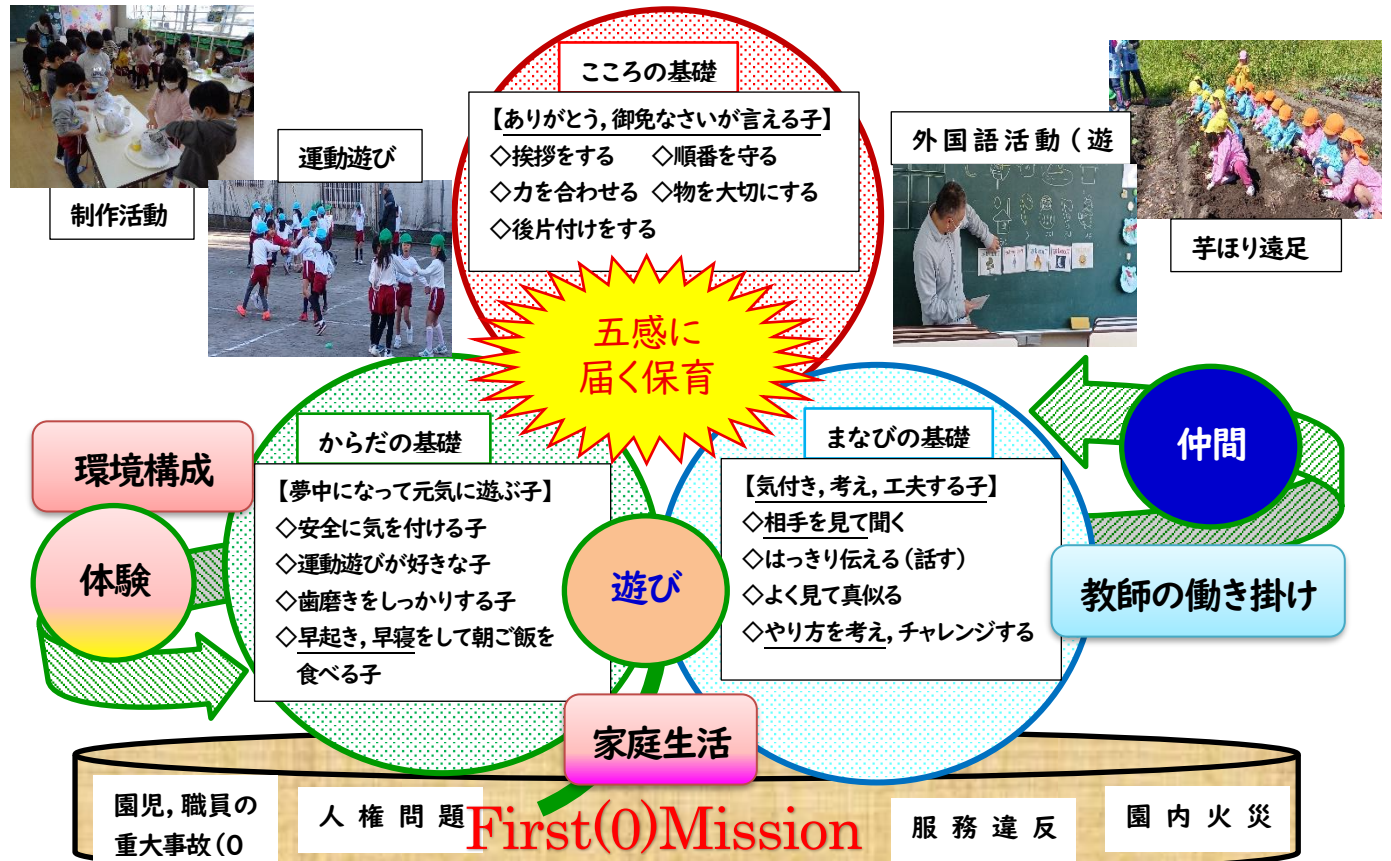 こころの基礎
【ありがとう,御免なさいが言える子】
◇挨拶をする ◇順番を守る
◇力を合わせる ◇物を大切にする
◇後片付けをする
制作活動
運動遊び
外国語活動(遊
芋ほり遠足
五感に
届く保育
環境構成
体験
からだの基礎
【夢中になって元気に遊ぶ子】
◇安全に気を付ける子
◇運動遊びが好きな子
◇歯磨きをしっかりする子
◇早起き,早寝をして朝ご飯を
食べる子
遊び
まなびの基礎
【気付き,考え,工夫する子】
◇相手を見て聞く
◇はっきり伝える(話す)
◇よく見て真似る
◇やり方を考え,チャレンジする
仲間
教師の働き掛け
家庭生活
園児,職員の
重大事故(0
人権問題
First(0)Mission
服務違反
園内火災